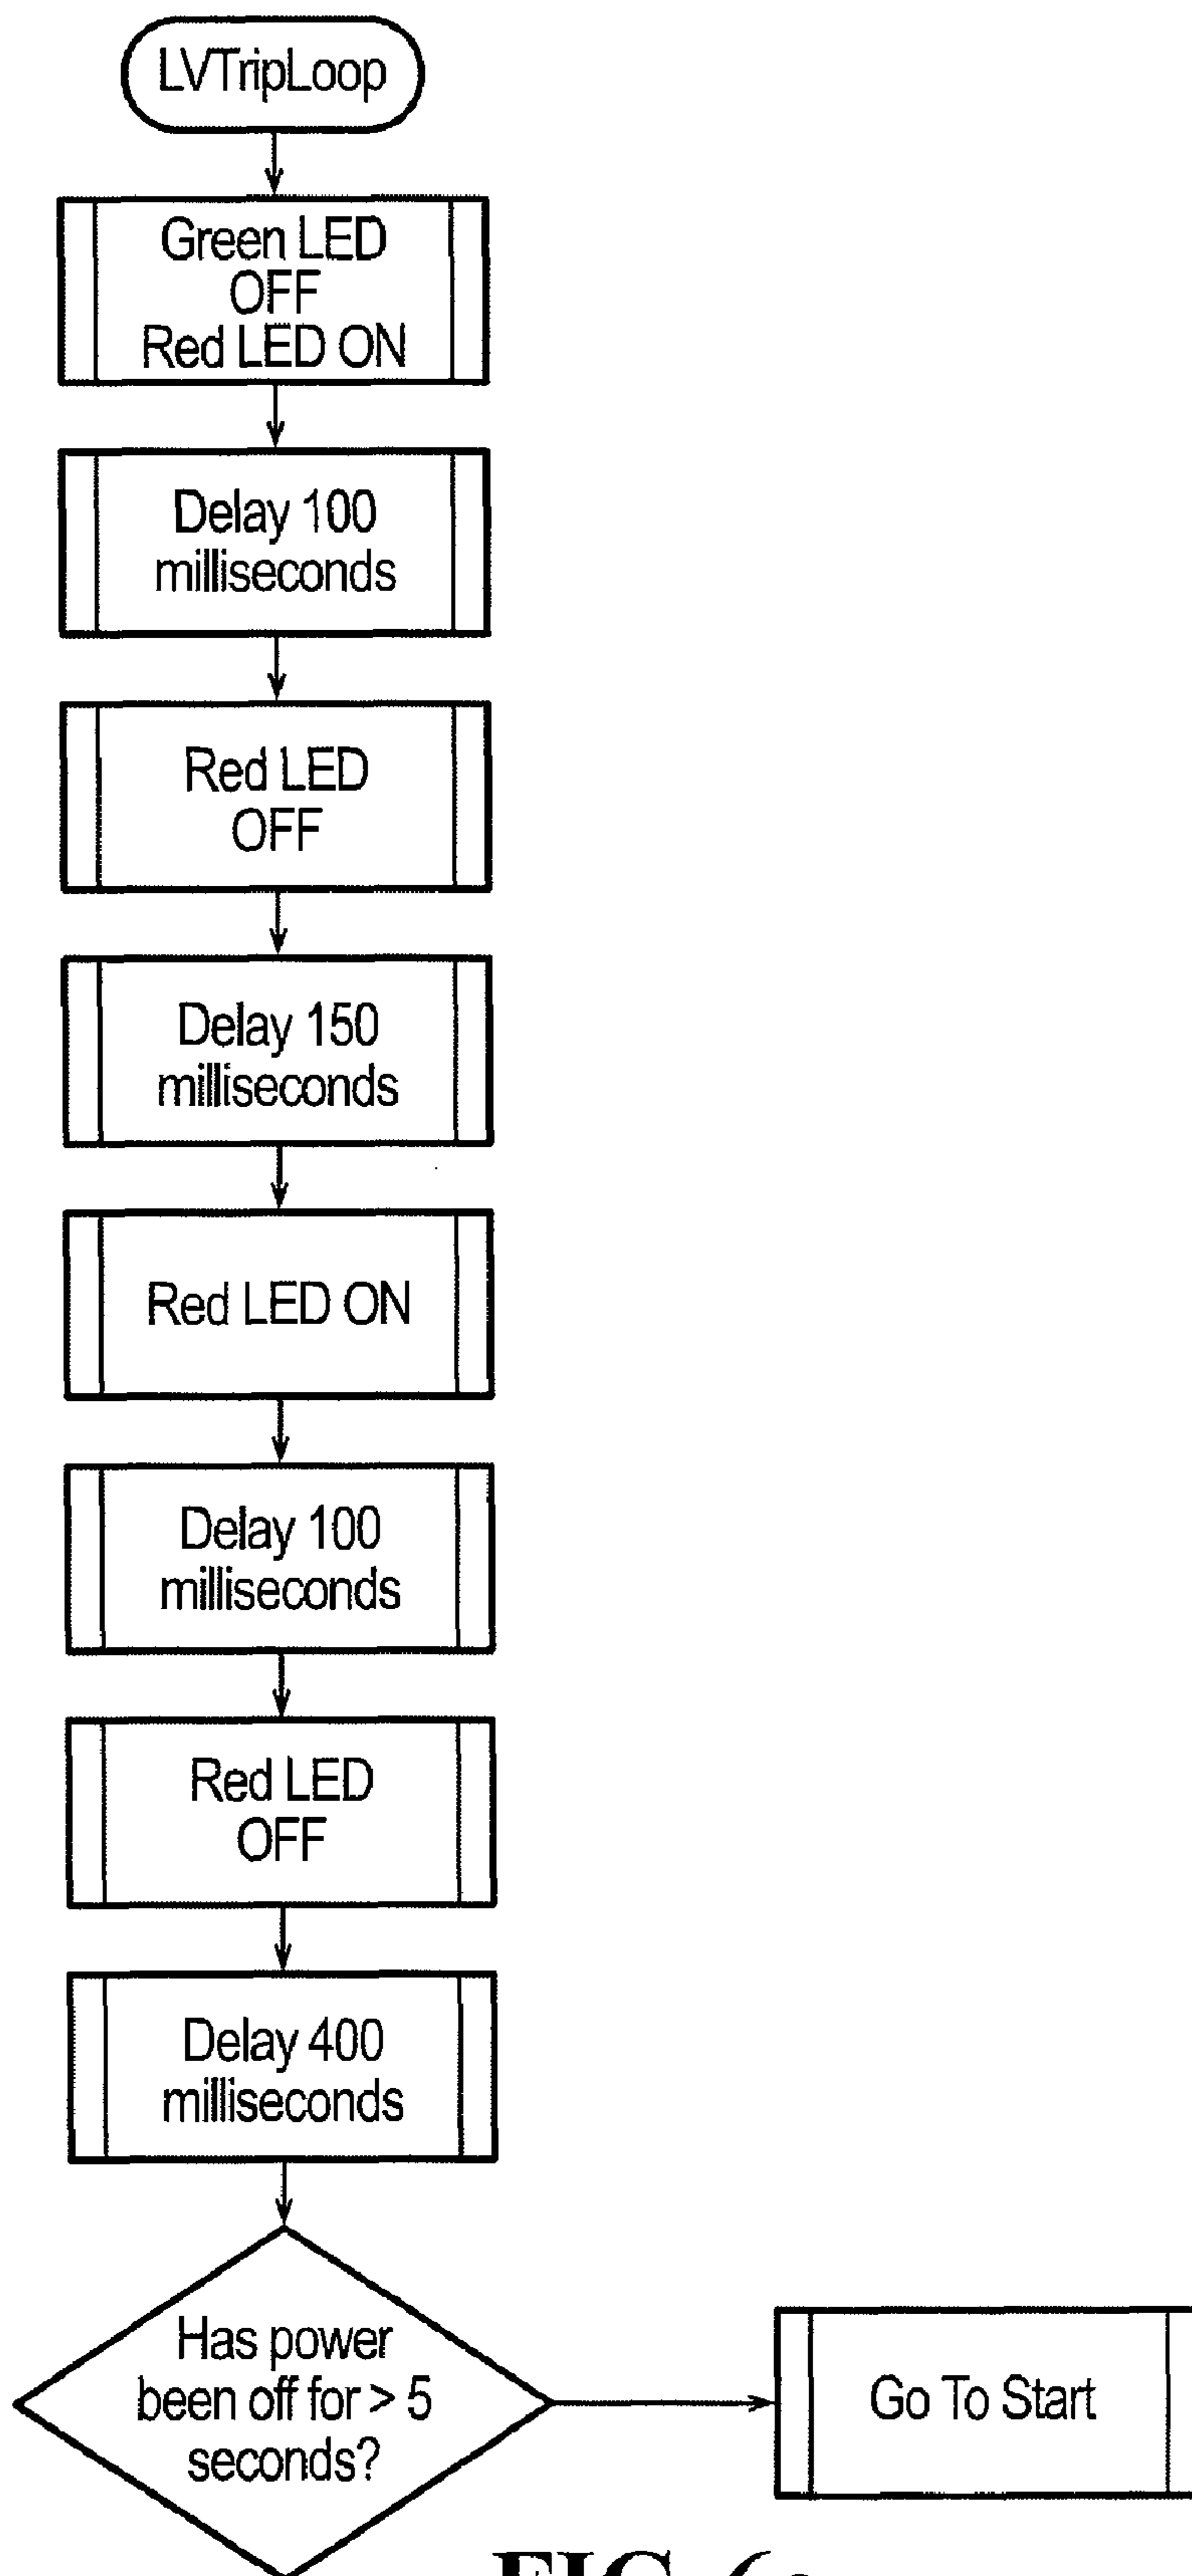 LVTripLoop
Green LED
OFF
Red LED ON
Delay 100
milliseconds
Red LED
OFF
Delay 150
milliseconds
Red LED ON
Delay 100
milliseconds
Red LED
OFF
Delay 400
milliseconds
Has power
been off for > 5
seconds?
Go To Start